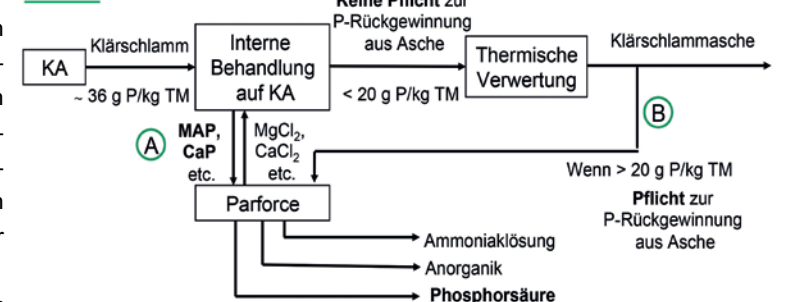 Keine Pflicht zur
P-Rückgewinnung
aus Asche
KA
Klärschlamm
~ 36 g P/kg TM
Interne
Behandlung
auf KA
< 20 g P/kg TM
Thermische
Verwertung
Klärschlammasche
A
MAP,
CaP
etc.
MgCl₂,
CaCl₂
etc.
B
Wenn > 20 g P/kg TM
Pflicht zur
P-Rückgewinnung
aus Asche
Parforce
Ammoniaklösung
Anorganik
Phosphorsäure